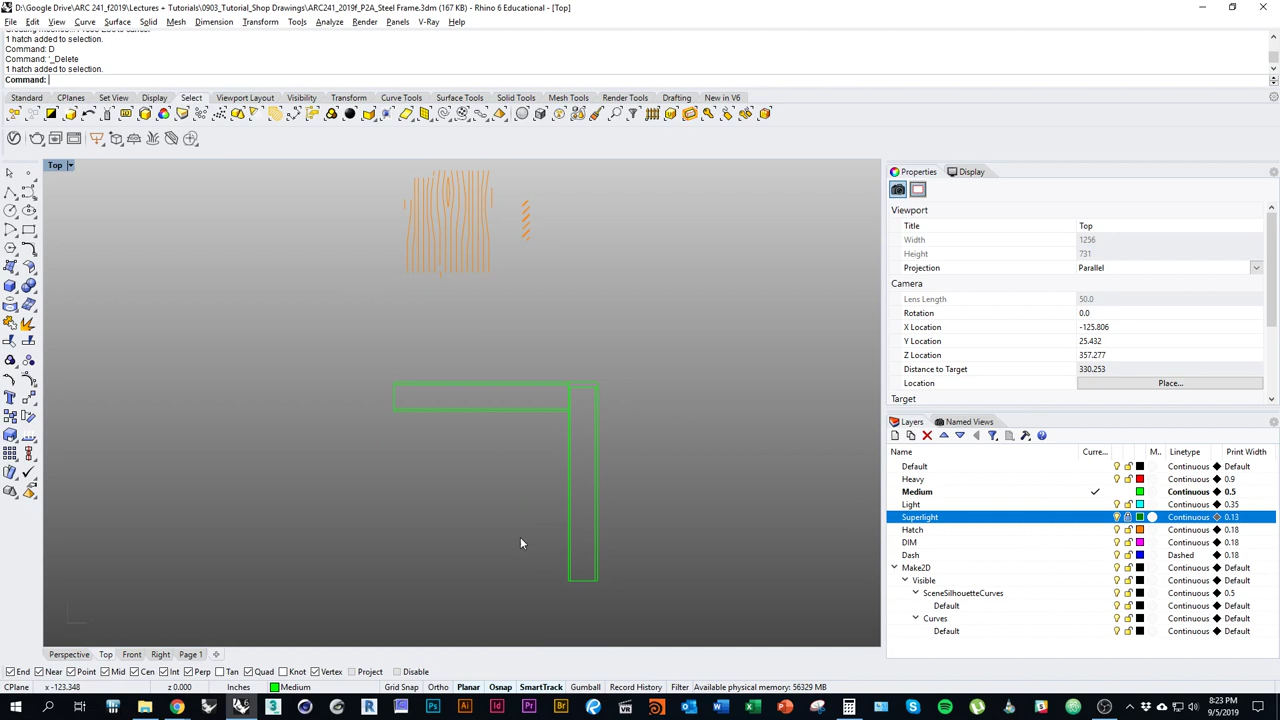 D:\Google Drive\ARC 241_f2019\Lectures + Tutorials\0903_Tutorial_Shop Drawings\ARC241_2019f_P2A_Steel Frame.3dm (167 KB) - Rhino 6 Educational - [Top]
File Edit View Curve Surface Solid Mesh Dimension Transform Tools Analyze Render Panels V-Ray Help
1 hatch added to selection.
Command: D
Command: '_Delete
1 hatch added to selection.
Command:
Standard CPlanes Set View Display Select Viewport Layout Visibility Transform Curve Tools Surface Tools Solid Tools Mesh Tools Render Tools Drafting New in V6
Top
Properties Display
Viewport
Title Top
Width 1256
Height 731
Projection Parallel
Camera
Lens Length 50.0
Rotation 0.0
X Location -125.806
Y Location 25.432
Z Location 357.277
Distance to Target 330.253
Location Place...
Target
Layers Named Views
Name Curre... M.. Linetype Print Width
Default Continuous Default
Heavy Continuous 0.9
Medium Continuous 0.5
Light Continuous 0.35
Superlight Continuous 0.13
Hatch Continuous 0.18
DIM Continuous 0.18
Dash Dashed 0.18
Make2D Continuous Default
Visible Continuous Default
SceneSilhouetteCurves Continuous 0.5
Default Continuous Default
Curves Continuous Default
Default Continuous Default
Perspective Top Front Right Page 1
End Near Point Mid Cen Int Perp Tan Quad Knot Vertex Project Disable
CPlane x -123.348 z 0.000 Inches Medium Grid Snap Ortho Planar Osnap SmartTrack Gumball Record History Filter Available physical memory: 56329 MB
8:23 PM
9/5/2019